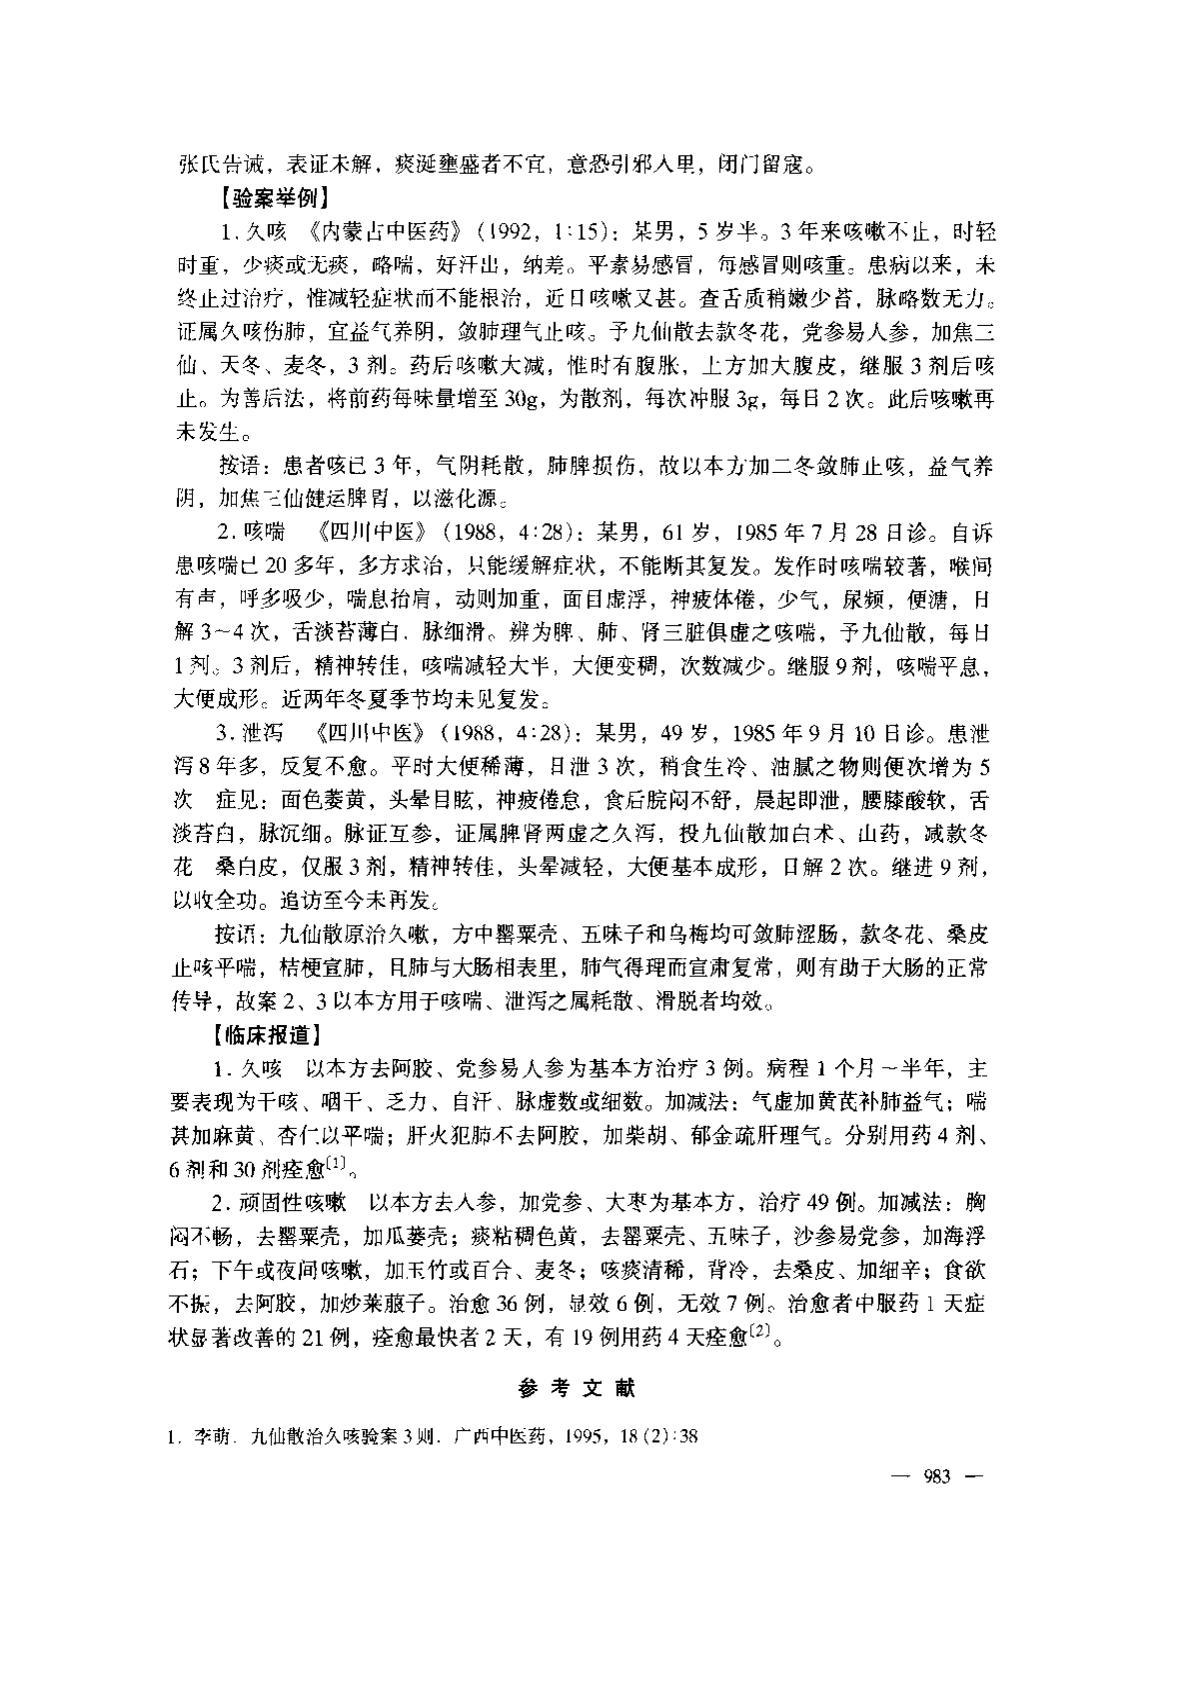 张氏告诫，表证未解，痰涎壅盛者不宜，意恐引邪入里，闭门留寇。
【验案举例】
1.久咳 《内蒙古中医药》（1992，1:15）：某男，5岁半。3年来咳嗽不止，时轻
时重，少痰或无痰，略喘，好汗出，纳差。平素易感冒，每感冒则咳重。患病以来，未
终止过治疗，惟减轻症状而不能根治，近日咳嗽又甚。查舌质稍嫩少苔，脉略数无力。
证属久咳伤肺，宜益气养阴，敛肺理气止咳。予九仙散去款冬花，党参易人参，加焦三
仙、天冬、麦冬，3剂。药后咳嗽大减，惟时有腹胀，上方加大腹皮，继服3剂后咳
止。为善后法，将前药每味量增至30g，为散剂，每次冲服3g，每日2次。此后咳嗽再
未发生。
按语：患者咳已3年，气阴耗散，肺脾损伤，故以本方加二冬敛肺止咳，益气养
阴，加焦三仙健运脾胃，以滋化源。
2.咳喘 《四川中医》（1988，4:28）：某男，61岁，1985年7月28日诊。自诉
患咳喘已20多年，多方求治，只能缓解症状，不能断其复发。发作时咳喘较著，喉间
有声，呼多吸少，喘息抬肩，动则加重，面目虚浮，神疲体倦，少气，尿频，便溏，日
解3~4次，舌淡苔薄白，脉细滑。辨为脾、肺、肾三脏俱虚之咳喘，予九仙散，每日
1剂。3剂后，精神转佳，咳喘减轻大半，大便变稠，次数减少。继服9剂，咳喘平息，
大便成形。近两年冬夏季节均未见复发。
3.泄泻 《四川中医》（1988，4:28）：某男，49岁，1985年9月10日诊。患泄
泻8年多，反复不愈。平时大便稀薄，日泄3次，稍食生冷、油腻之物则便次增为5
次 症见：面色萎黄，头晕目眩，神疲倦怠，食后脘闷不舒，晨起即泄，腰膝酸软，舌
淡苔白，脉沉细。脉证互参，证属脾肾两虚之久泻，投九仙散加白术、山药，减款冬
花 桑白皮，仅服3剂，精神转佳，头晕减轻，大便基本成形，日解2次。继进9剂，
以收全功。追访至今未再发。
按语：九仙散原治久嗽，方中罂粟壳、五味子和乌梅均可敛肺涩肠，款冬花、桑皮
止咳平喘，桔梗宣肺，且肺与大肠相表里，肺气得理而宣肃复常，则有助于大肠的正常
传导，故案2、3以本方用于咳喘、泄泻之属耗散、滑脱者均效。
【临床报道】
1.久咳 以本方去阿胶、党参易人参为基本方治疗3例。病程1个月~半年，主
要表现为干咳、咽干、乏力、自汗、脉虚数或细数。加减法：气虚加黄芪补肺益气；喘
甚加麻黄、杏仁以平喘；肝火犯肺不去阿胶，加柴胡、郁金疏肝理气。分别用药4剂、
6剂和30剂痊愈〔1〕。
2.顽固性咳嗽 以本方去人参，加党参、大枣为基本方，治疗49例。加减法：胸
闷不畅，去罂粟壳，加瓜蒌壳；痰粘稠色黄，去罂粟壳、五味子，沙参易党参，加海浮
石；下午或夜间咳嗽，加玉竹或百合、麦冬；咳痰清稀，背冷，去桑皮、加细辛；食欲
不振，去阿胶，加炒莱菔子。治愈36例，显效6例，无效7例。治愈者中服药1天症
状显著改善的21例，痊愈最快者2天，有19例用药4天痊愈〔2〕。
参考文献
1. 李萌. 九仙散治久咳验案3则. 广西中医药，1995，18(2):38
— 983 —